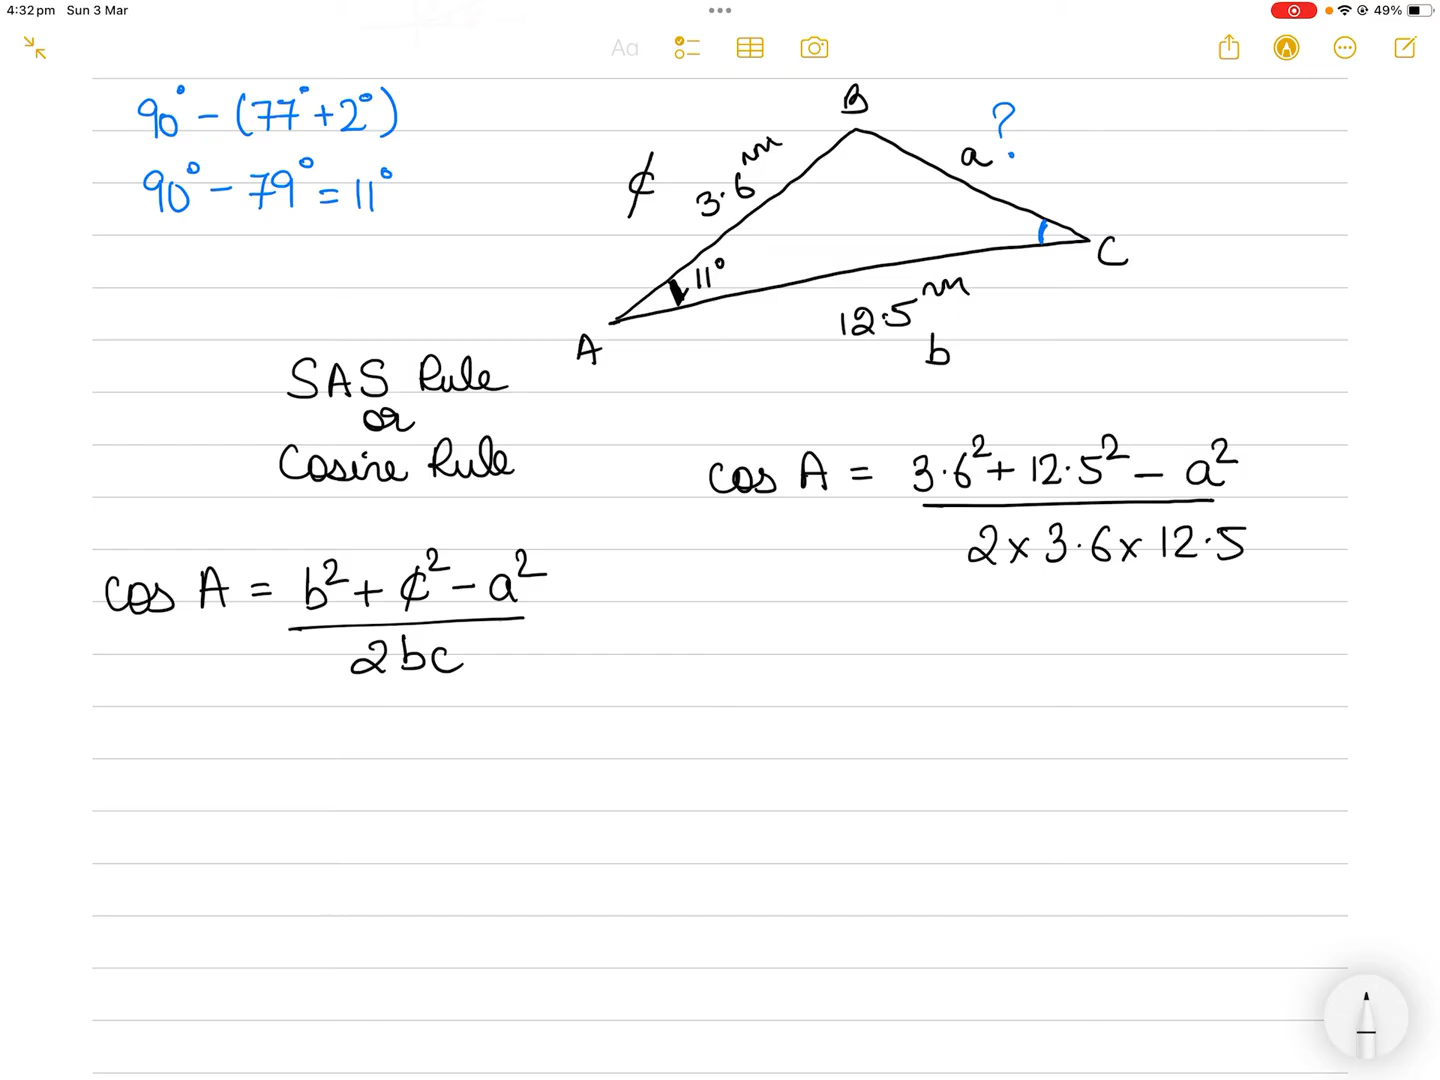 4:32 pm Sun 3 Mar
49%
Aa
90° - (77° + 2°)
90° - 79° = 11°
B
?
a
¢
3.6 m
11°
C
12.5 m
A
b
SAS Rule
or
Cosine Rule
cos A = 3.6² + 12.5² - a²
2 x 3.6 x 12.5
cos A = b² + ¢² - a²
2bc